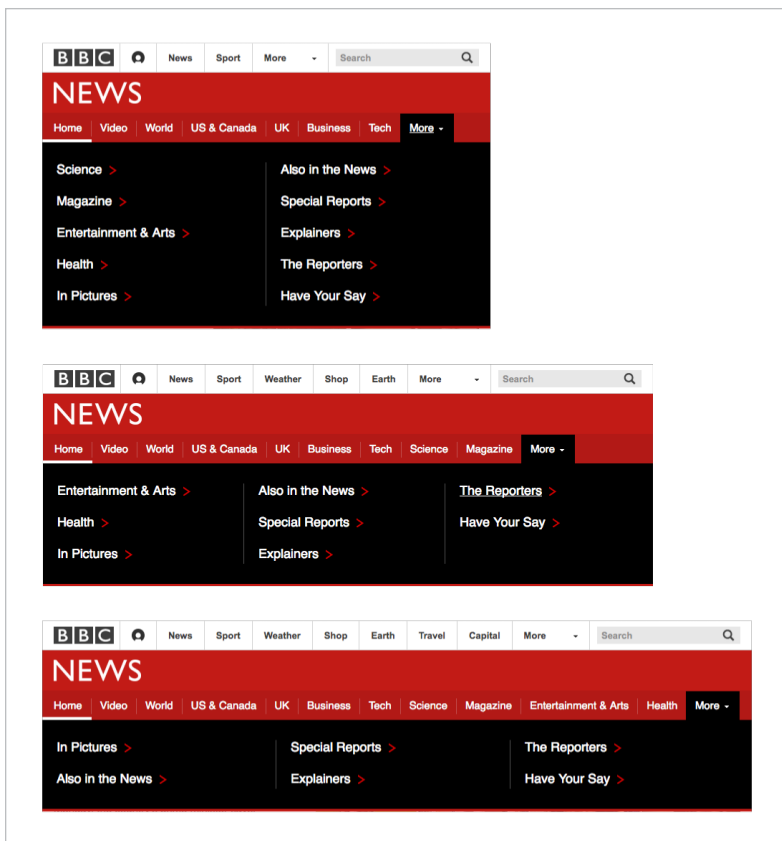 BBC News Sport More Search
NEWS
Home Video World US & Canada UK Business Tech More
Science Also in the News
Magazine Special Reports
Entertainment & Arts Explainers
Health The Reporters
In Pictures Have Your Say
BBC News Sport Weather Shop Earth More Search
NEWS
Home Video World US & Canada UK Business Tech Science Magazine More
Entertainment & Arts Also in the News The Reporters
Health Special Reports Have Your Say
In Pictures Explainers
BBC News Sport Weather Shop Earth Travel Capital More Search
NEWS
Home Video World US & Canada UK Business Tech Science Magazine Entertainment & Arts Health More
In Pictures Special Reports The Reporters
Also in the News Explainers Have Your Say